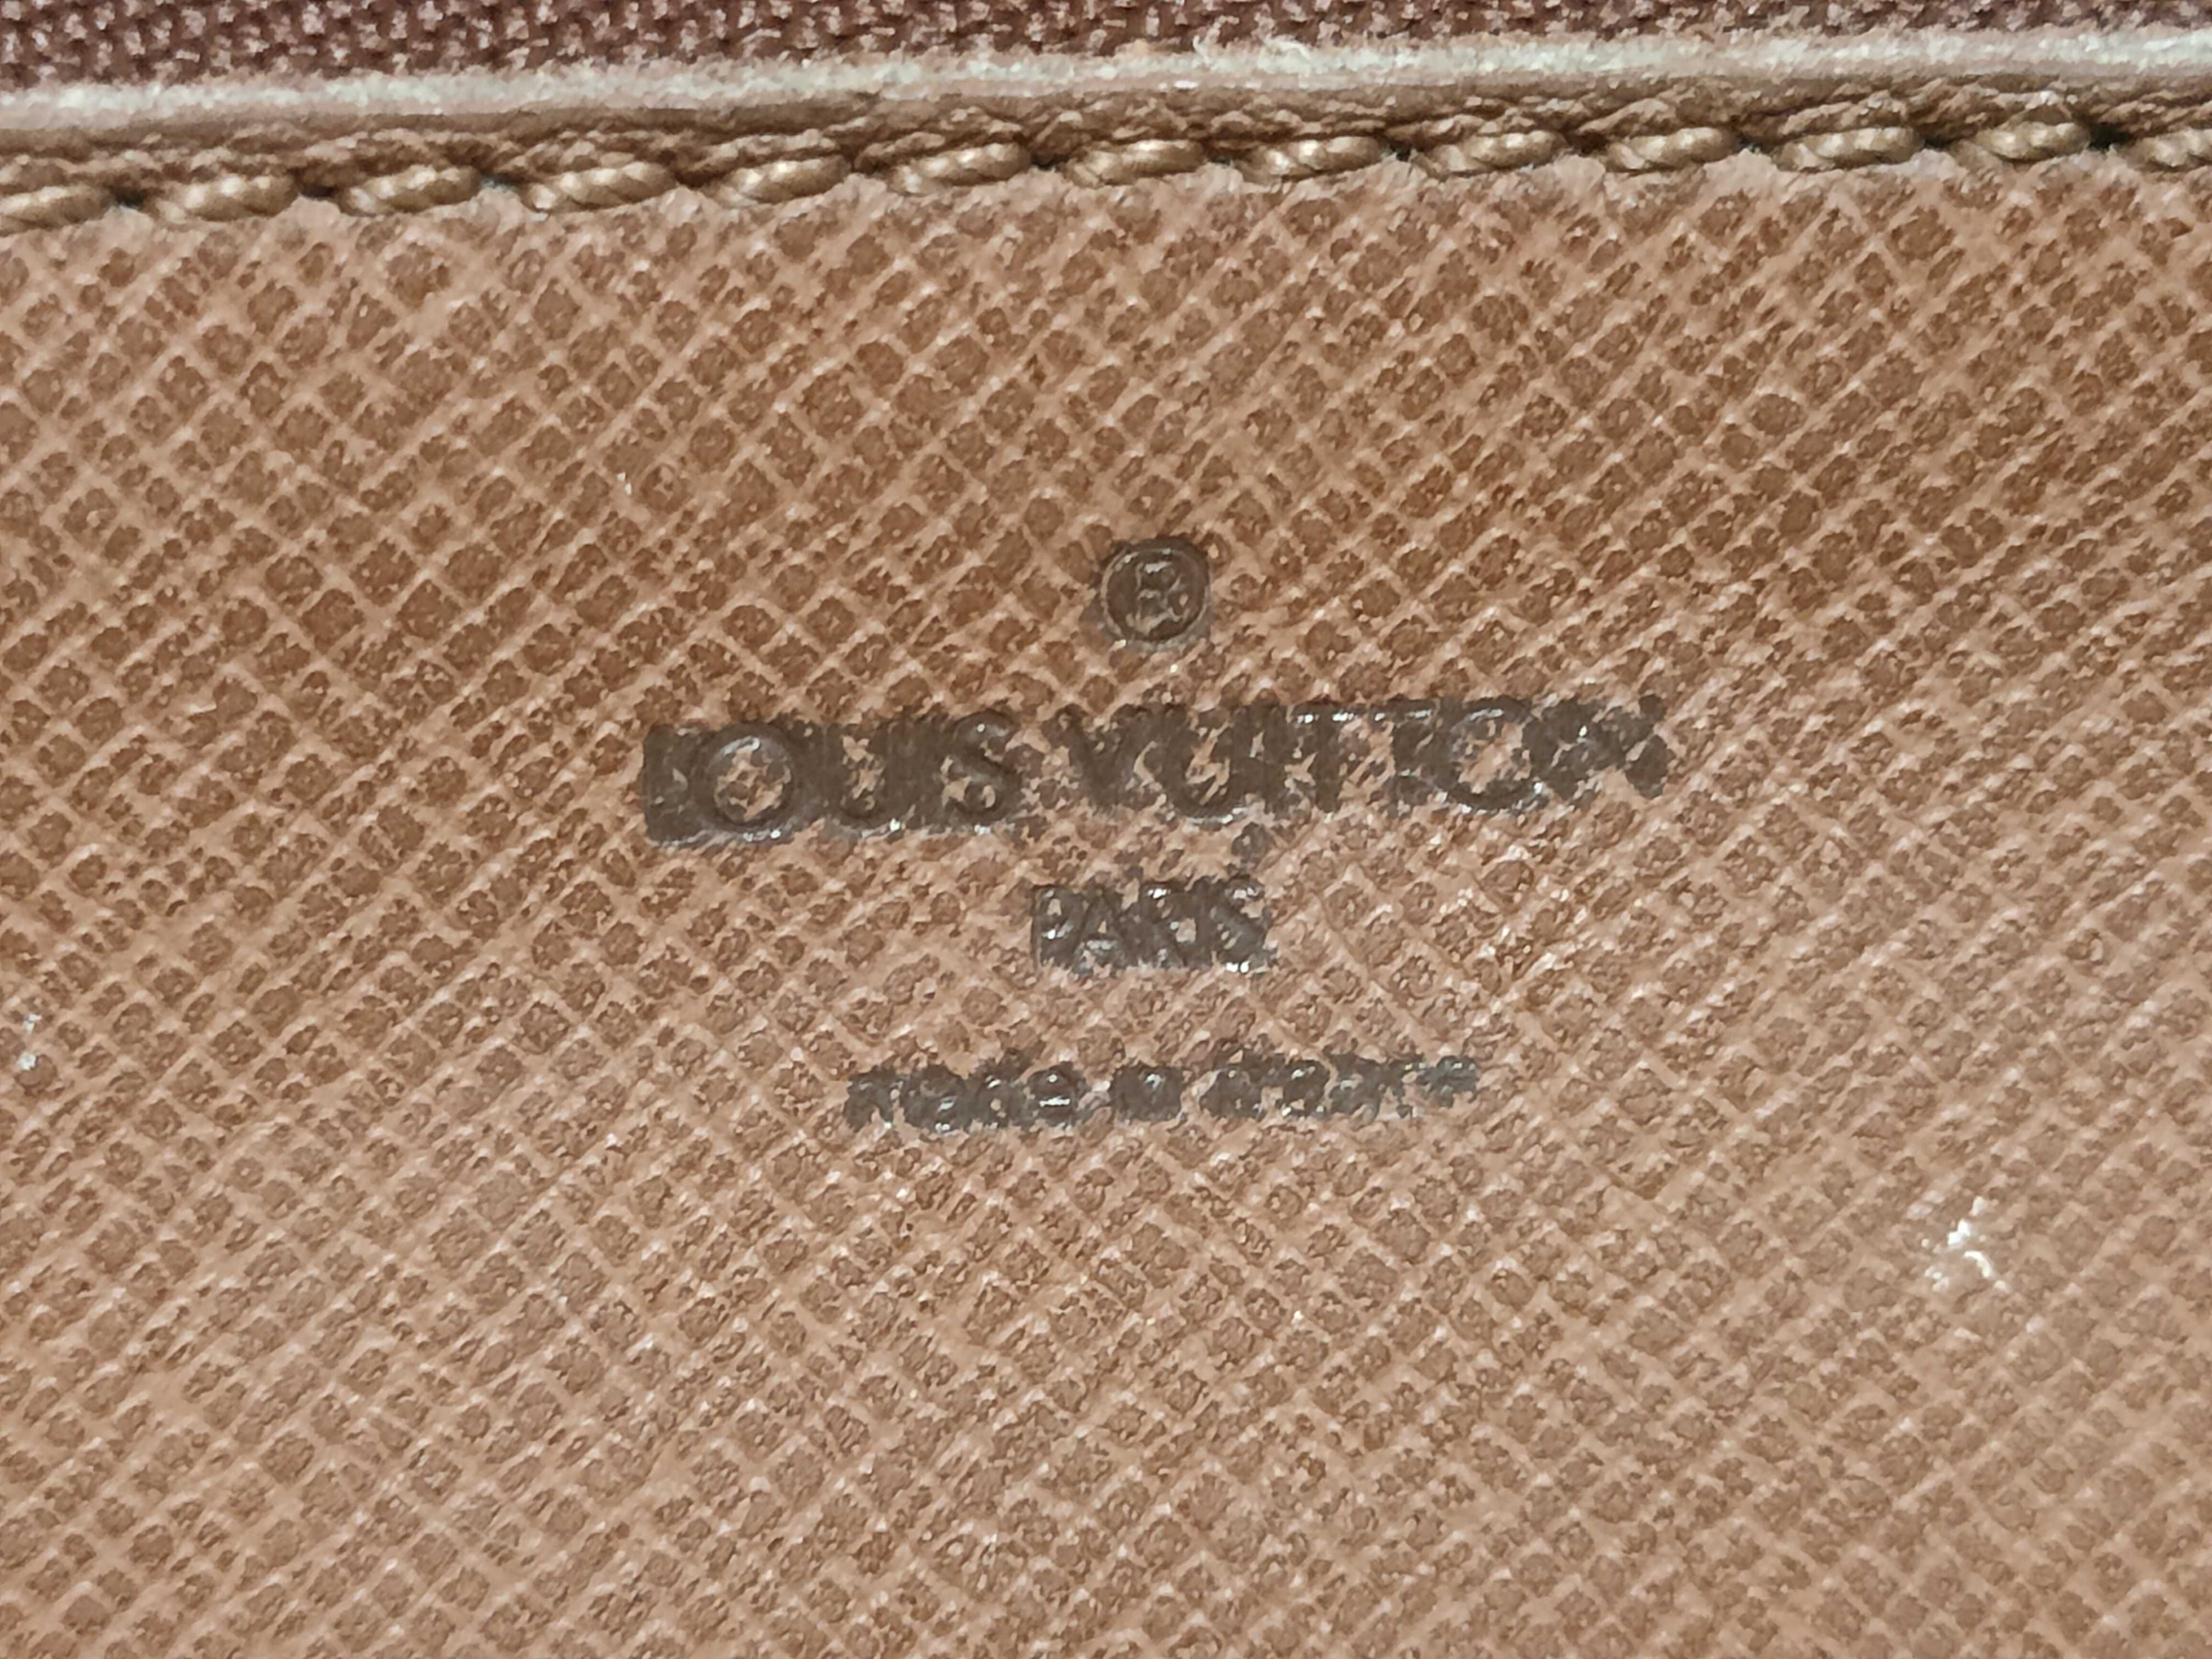 ®
LOUIS VUITTON
PARIS
made in France